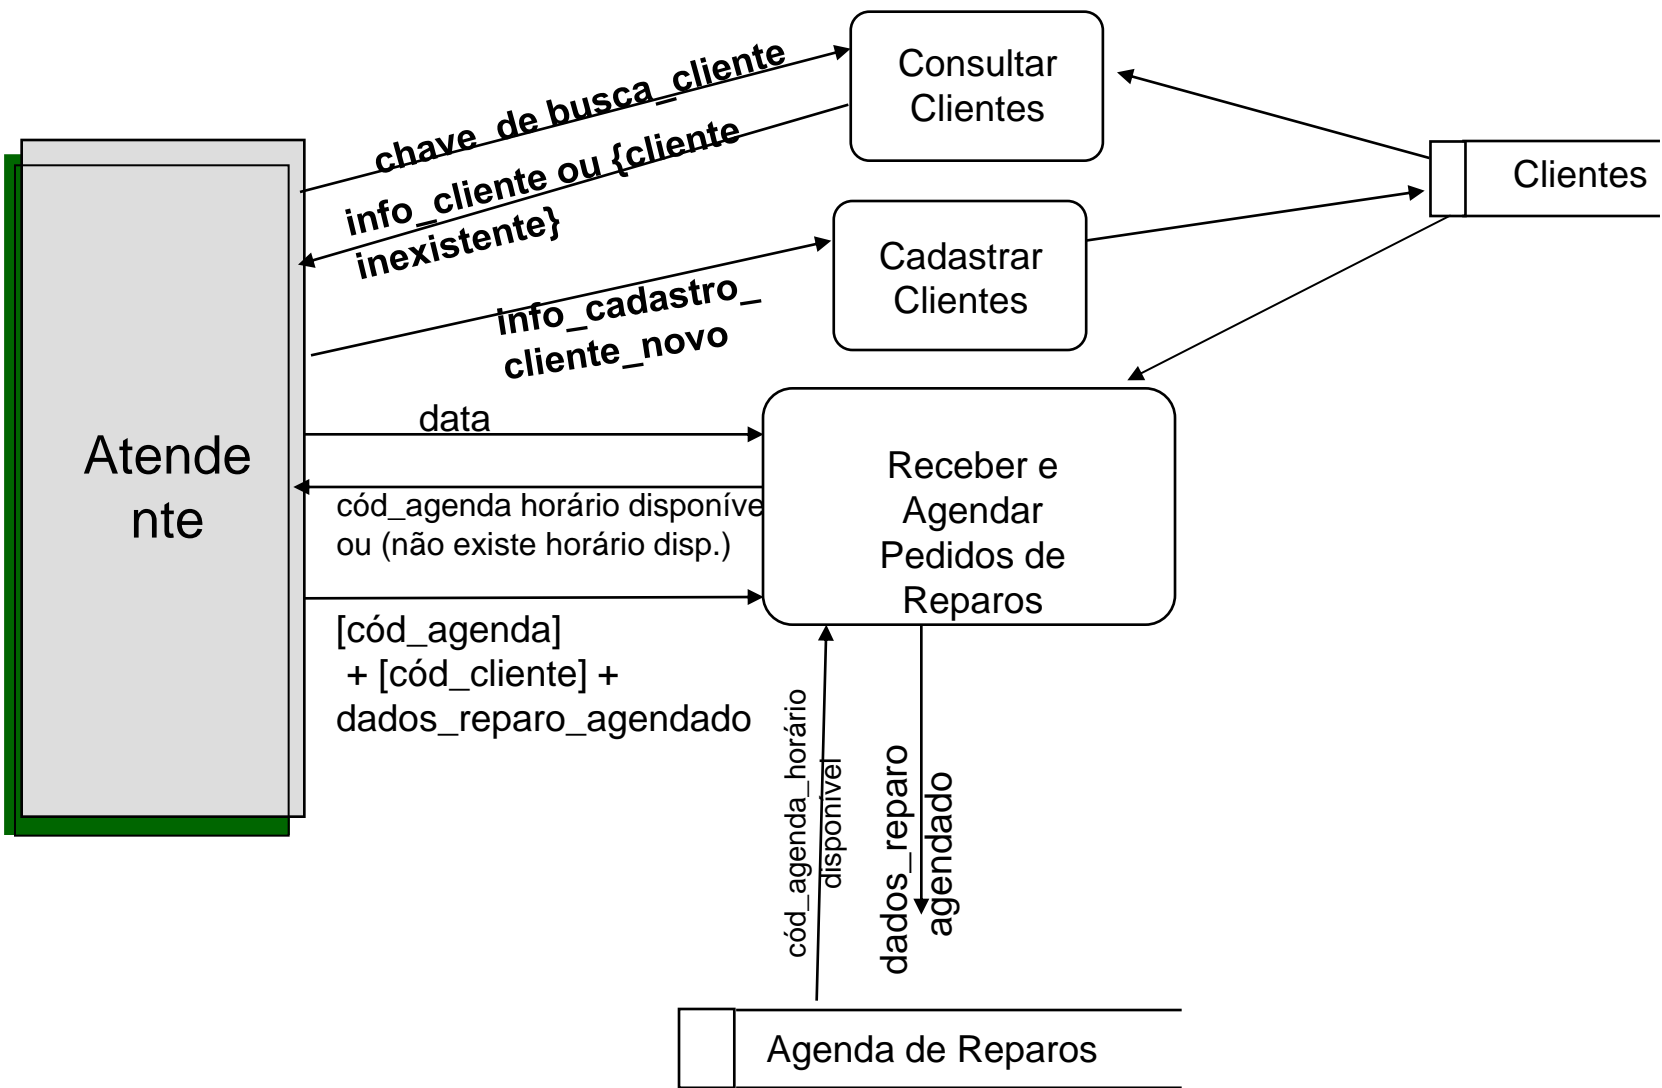 Consultar
Clientes
chave_de busca_cliente
info_cliente ou {cliente
inexistente}
Clientes
Cadastrar
Clientes
info_cadastro_
cliente_novo
Atende
nte
data
cód_agenda horário disponíve
ou (não existe horário disp.)
Receber e
Agendar
Pedidos de
Reparos
[cód_agenda]
+ [cód_cliente] +
dados_reparo_agendado
cód_agenda_horário
disponível
dados_reparo
agendado
Agenda de Reparos